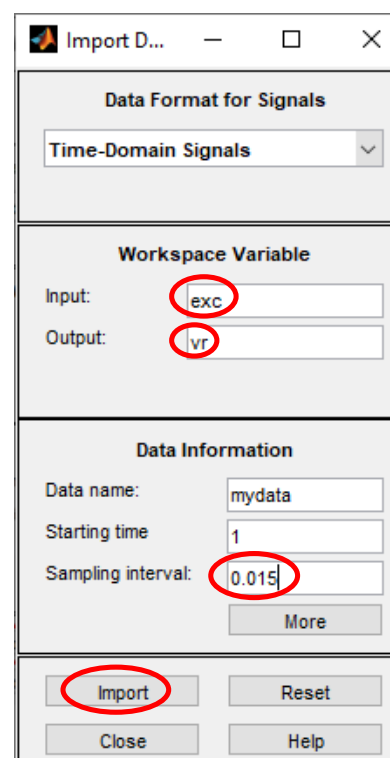 Import D...
Data Format for Signals
Time-Domain Signals
Workspace Variable
Input: exc
Output: vr
Data Information
Data name: mydata
Starting time 1
Sampling interval: 0.015
More
Import Reset
Close Help